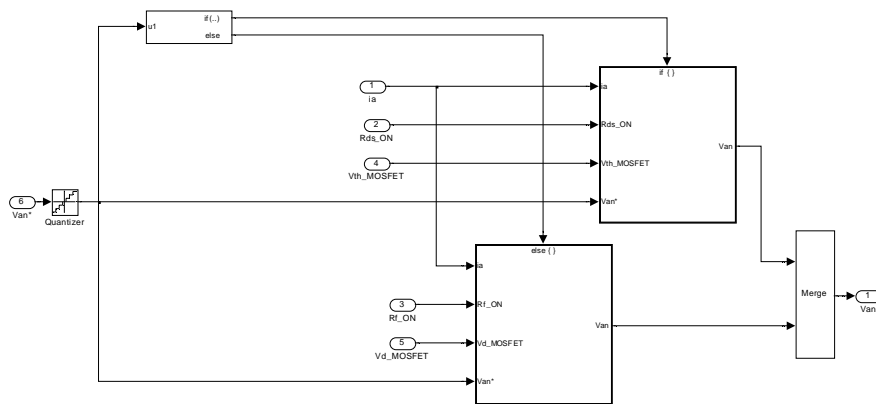 if(..)
u1
else
if { }
1
ia
ia
2
Rds_ON
Rds_ON
Van
4
Vth_MOSFET
Vth_MOSFET
6
Van*
Quantizer
Van*
else { }
ia
Merge
1
Van
3
Rf_ON
Rf_ON
Van
5
Vd_MOSFET
Vd_MOSFET
Van*